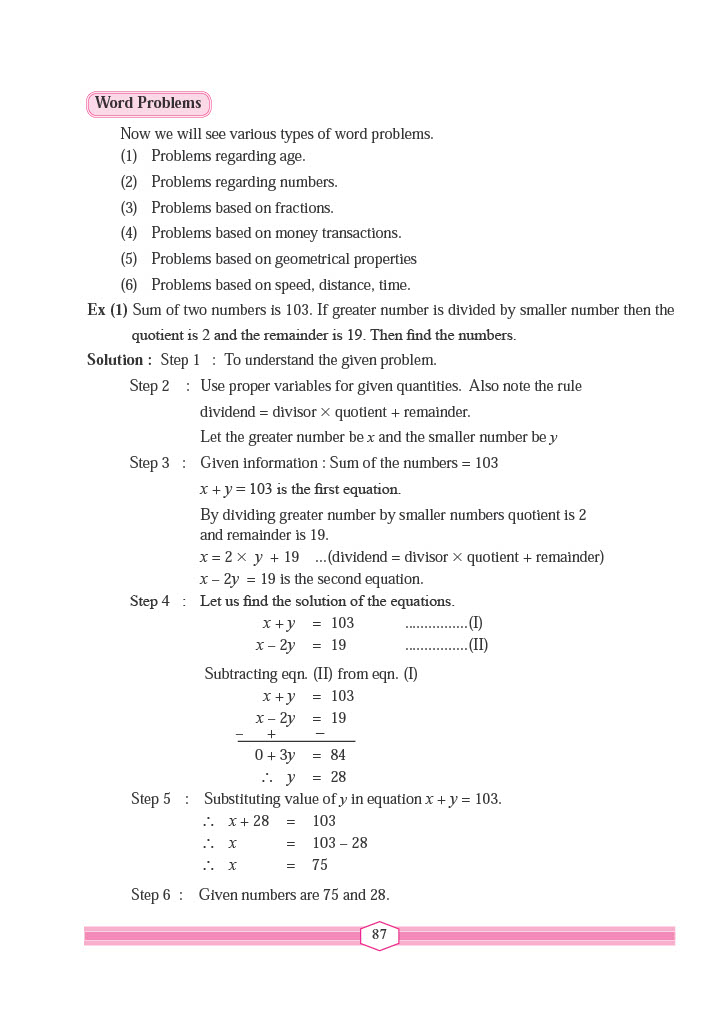 Word Problems
Now we will see various types of word problems.
(1) Problems regarding age.
(2) Problems regarding numbers.
(3) Problems based on fractions.
(4) Problems based on money transactions.
(5) Problems based on geometrical properties
(6) Problems based on speed, distance, time.
Ex (1) Sum of two numbers is 103. If greater number is divided by smaller number then the
quotient is 2 and the remainder is 19. Then find the numbers.
Solution : Step 1 : To understand the given problem.
Step 2 : Use proper variables for given quantities. Also note the rule
dividend = divisor × quotient + remainder.
Let the greater number be x and the smaller number be y
Step 3 : Given information : Sum of the numbers = 103
x + y = 103 is the first equation.
By dividing greater number by smaller numbers quotient is 2
and remainder is 19.
x = 2 × y + 19 ...(dividend = divisor × quotient + remainder)
x – 2y = 19 is the second equation.
Step 4 : Let us find the solution of the equations.
x + y = 103 .................(I)
x – 2y = 19 .................(II)
Subtracting eqn. (II) from eqn. (I)
x + y = 103
x – 2y = 19
– + –
0 + 3y = 84
∴ y = 28
Step 5 : Substituting value of y in equation x + y = 103.
∴ x + 28 = 103
∴ x = 103 – 28
∴ x = 75
Step 6 : Given numbers are 75 and 28.
87